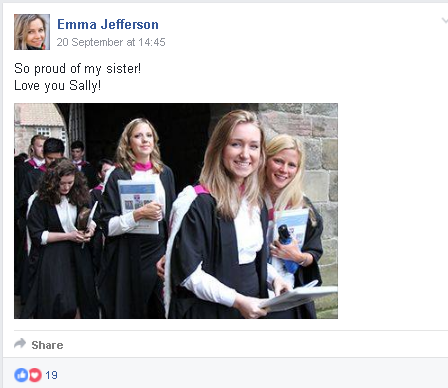 Emma Jefferson
20 September at 14:45
So proud of my sister!
Love you Sally!
Share
19